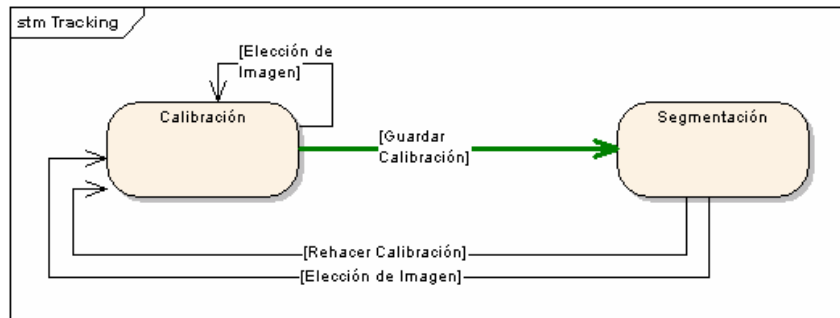 stm Tracking
[Elección de
Imagen]
Calibración
Segmentación
[Guardar
Calibración]
[Rehacer Calibración]
[Elección de Imagen]